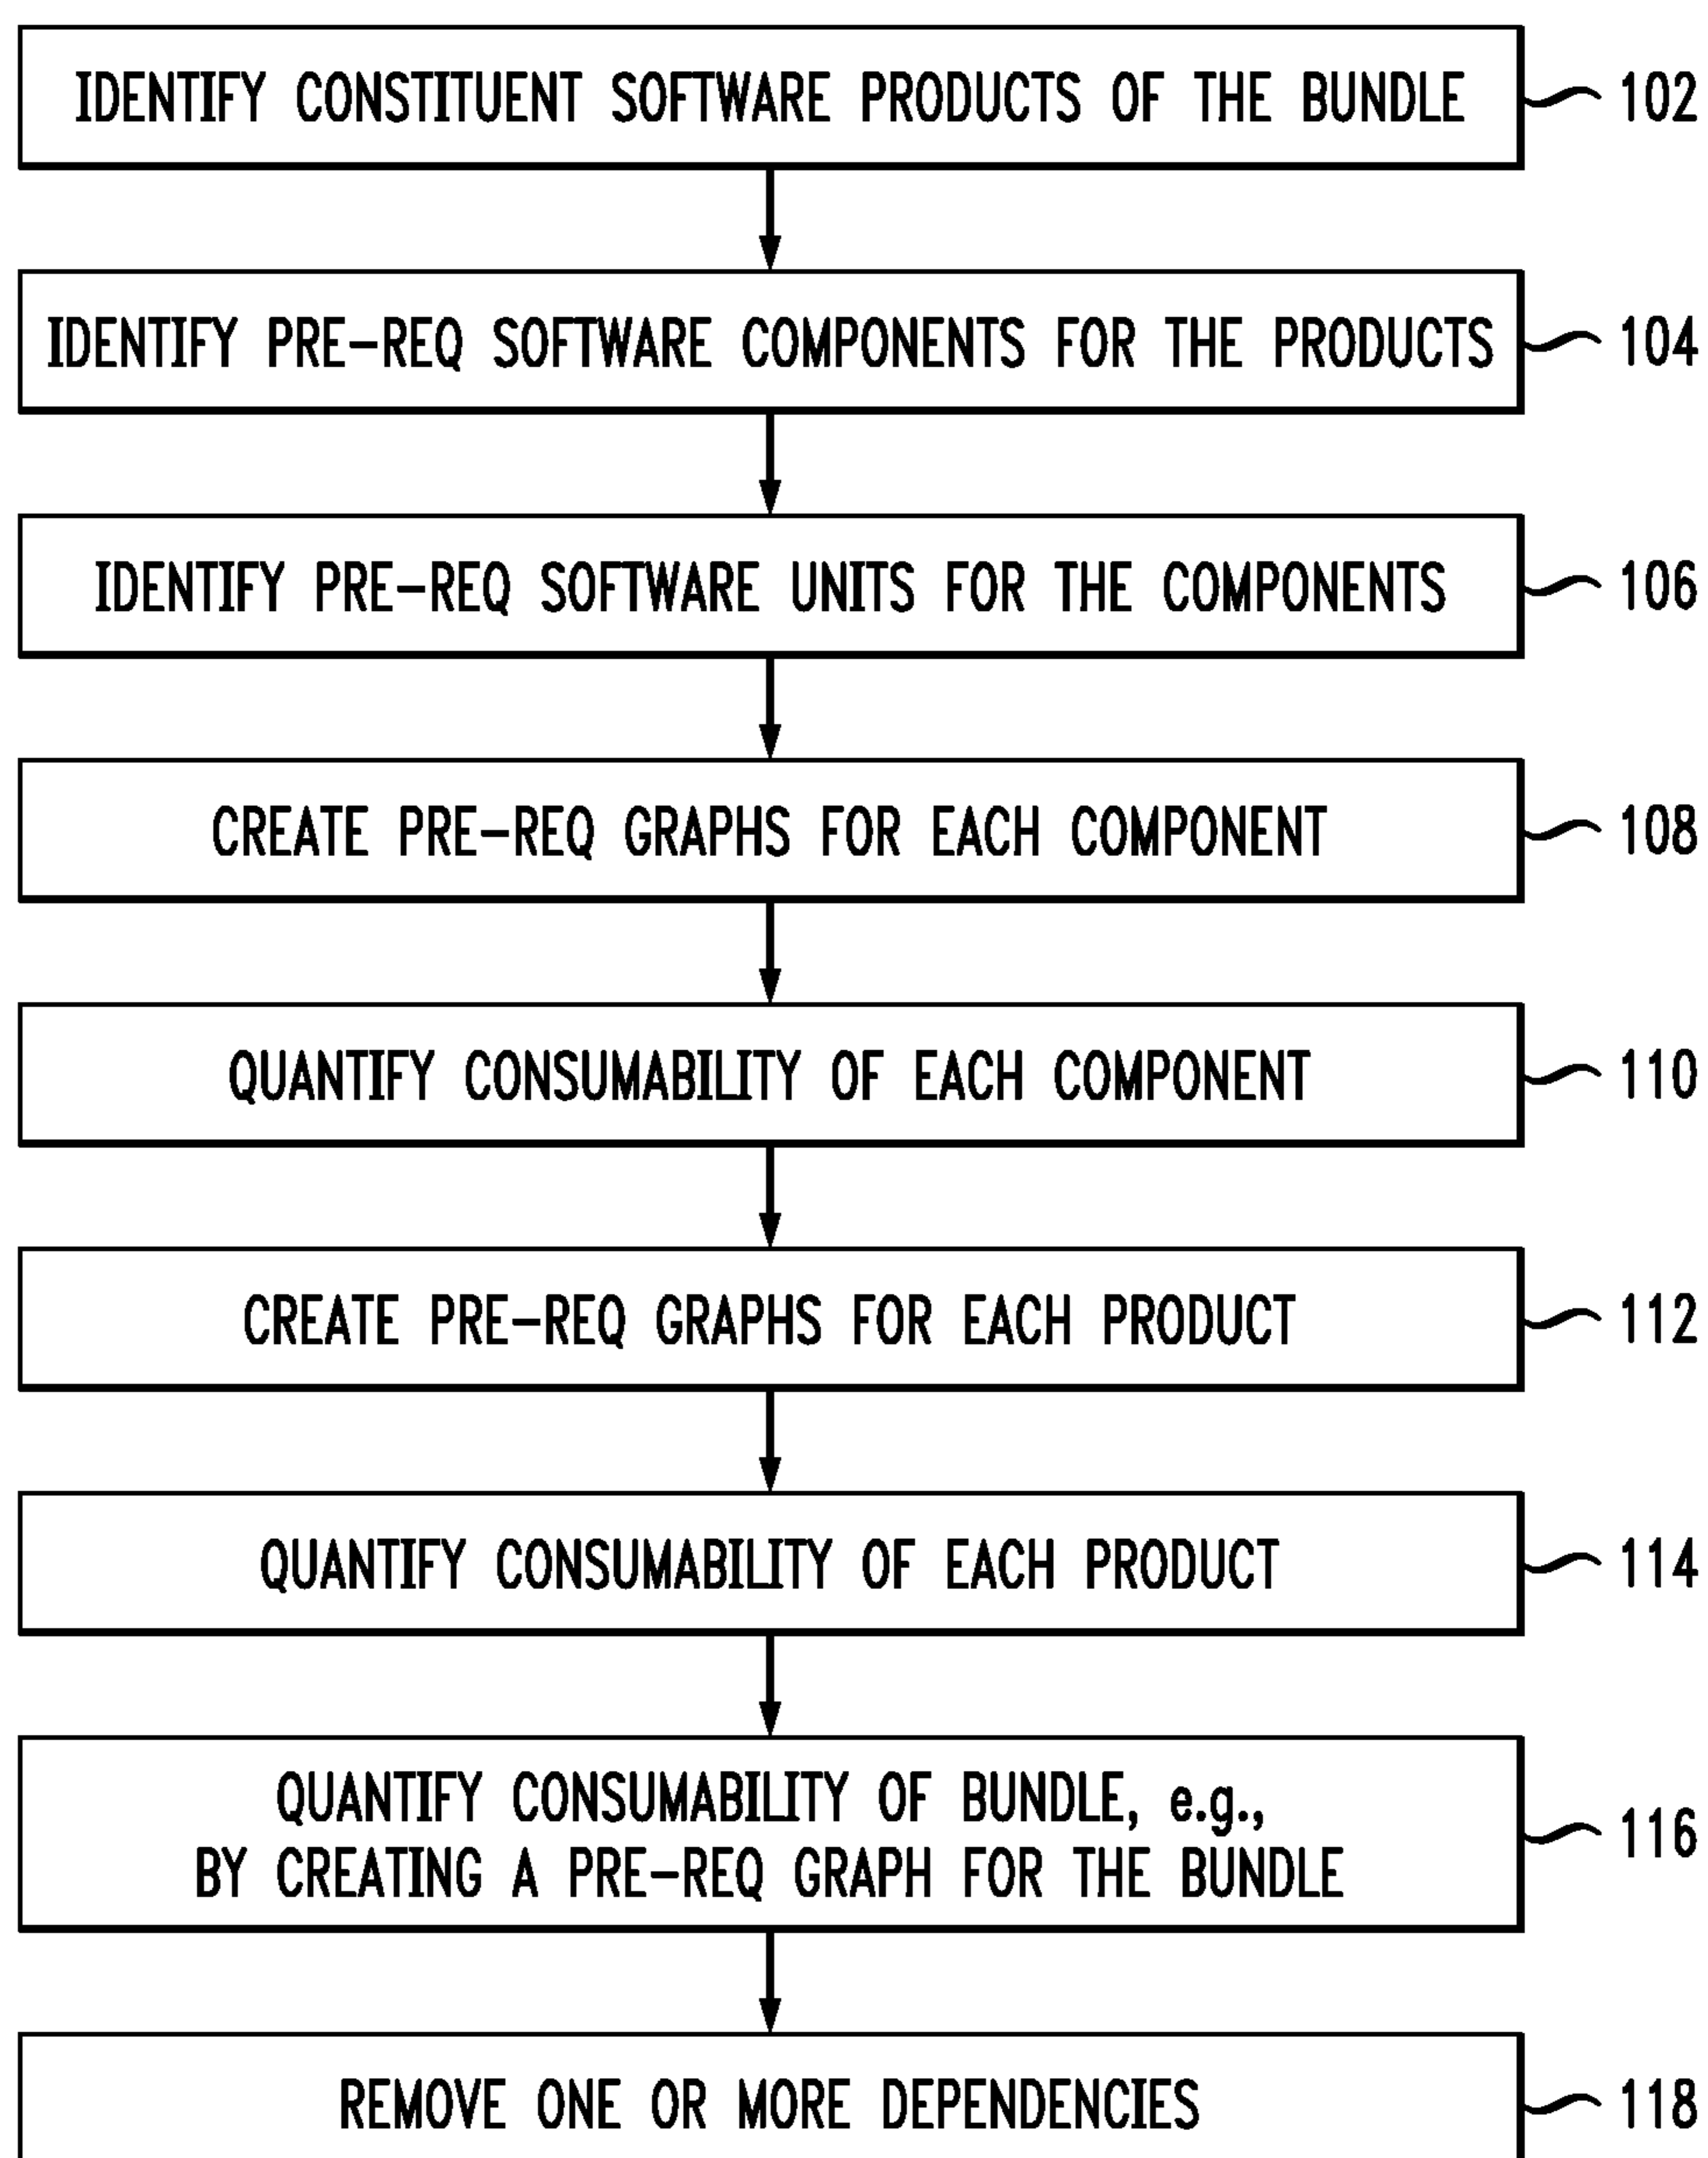 IDENTIFY CONSTITUENT SOFTWARE PRODUCTS OF THE BUNDLE 102
IDENTIFY PRE-REQ SOFTWARE COMPONENTS FOR THE PRODUCTS 104
IDENTIFY PRE-REQ SOFTWARE UNITS FOR THE COMPONENTS 106
CREATE PRE-REQ GRAPHS FOR EACH COMPONENT 108
QUANTIFY CONSUMABILITY OF EACH COMPONENT 110
CREATE PRE-REQ GRAPHS FOR EACH PRODUCT 112
QUANTIFY CONSUMABILITY OF EACH PRODUCT 114
QUANTIFY CONSUMABILITY OF BUNDLE, e.g.,
BY CREATING A PRE-REQ GRAPH FOR THE BUNDLE
116
REMOVE ONE OR MORE DEPENDENCIES 118